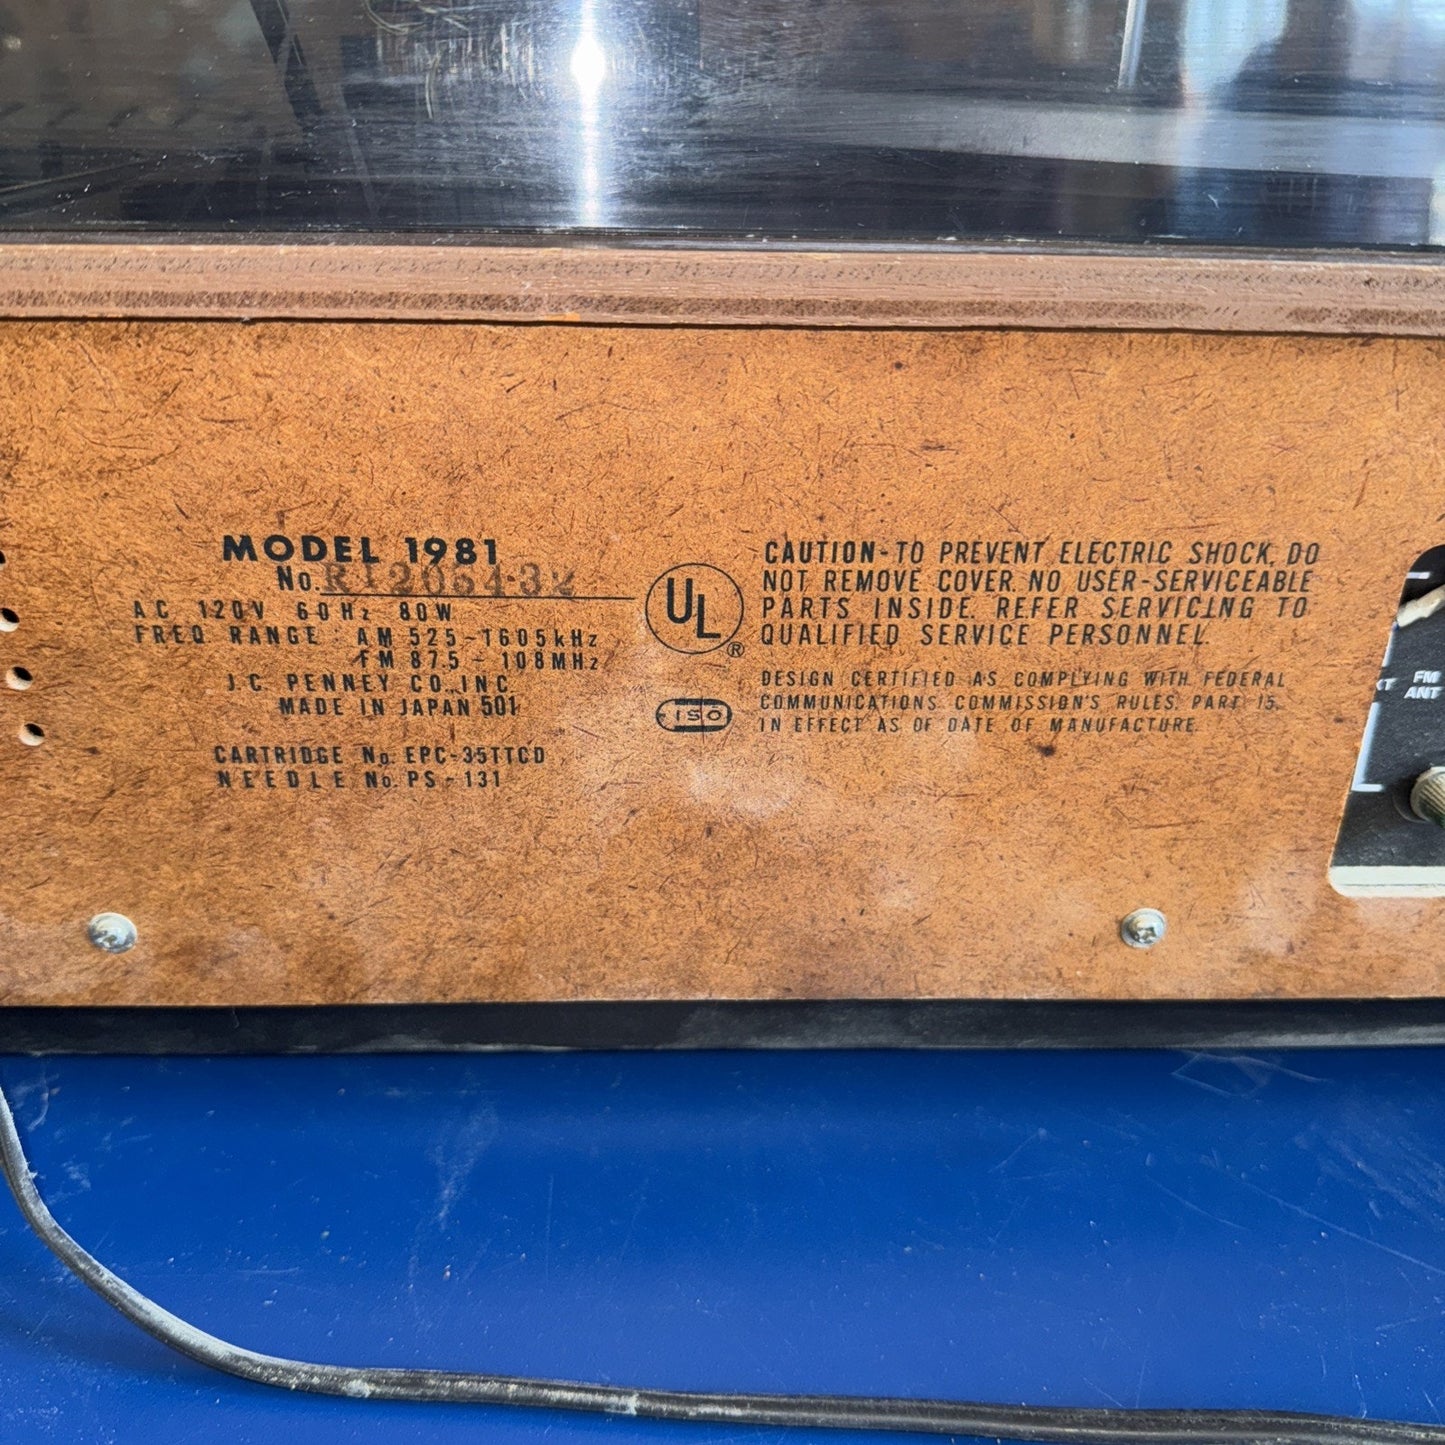 MODEL 1981
No. R12064·32
AC 120V 60Hz 80W
FREQ RANGE : AM 525-1605kHz
FM 87.5 - 108MHz
J.C. PENNEY CO., INC.
MADE IN JAPAN 501
CARTRIDGE No. EPC-35TTCD
NEEDLE No. PS-131
UL
®
ISO
CAUTION-TO PREVENT ELECTRIC SHOCK, DO
NOT REMOVE COVER. NO USER-SERVICEABLE
PARTS INSIDE. REFER SERVICING TO
QUALIFIED SERVICE PERSONNEL.
DESIGN CERTIFIED AS COMPLYING WITH FEDERAL
COMMUNICATIONS COMMISSION'S RULES, PART 15,
IN EFFECT AS OF DATE OF MANUFACTURE.
FM
ANT